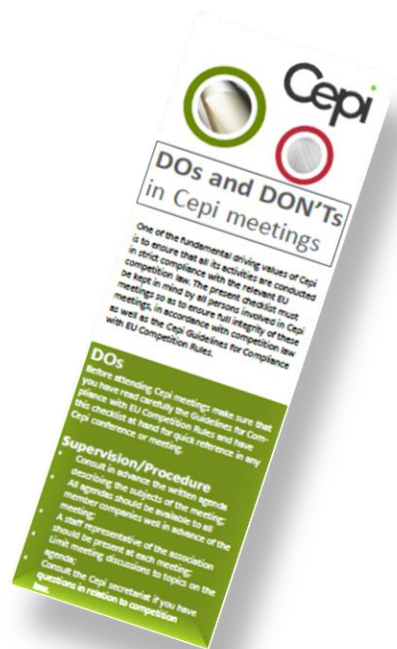 Cepi
DOs and DON'Ts
in Cepi meetings
One of the fundamental driving values of Cepi
is to ensure that all its activities are conducted
in strict compliance with the relevant EU
competition law. The present checklist must
be kept in mind by all persons involved in Cepi
meetings so as to ensure full integrity of these
meetings, in accordance with competition law
as well as the Cepi Guidelines for Compliance
with EU Competition Rules.
DOs
Before attending Cepi meetings make sure that
you have read carefully the Guidelines for Com-
pliance with EU Competition Rules and have
this checklist at hand for quick reference in any
Cepi conference or meeting.
Supervision/Procedure
• Consult in advance the written agenda
describing the subjects of the meeting;
• All agendas should be available to all
member companies well in advance of the
meeting;
• A staff representative of the association
should be present at each meeting;
• Limit meeting discussions to topics on the
agenda;
• Consult the Cepi secretariat if you have
questions in relation to competition
law.